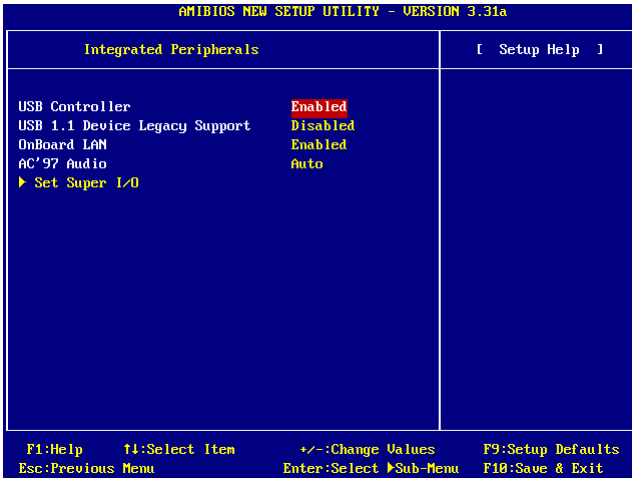 AMIBIOS NEW SETUP UTILITY - VERSION 3.31a
Integrated Peripherals
[ Setup Help ]
USB Controller Enabled
USB 1.1 Device Legacy Support Disabled
OnBoard LAN Enabled
AC'97 Audio Auto
▶ Set Super I/O
F1:Help ↑↓:Select Item +/-:Change Values F9:Setup Defaults
Esc:Previous Menu Enter:Select ▶Sub-Menu F10:Save & Exit